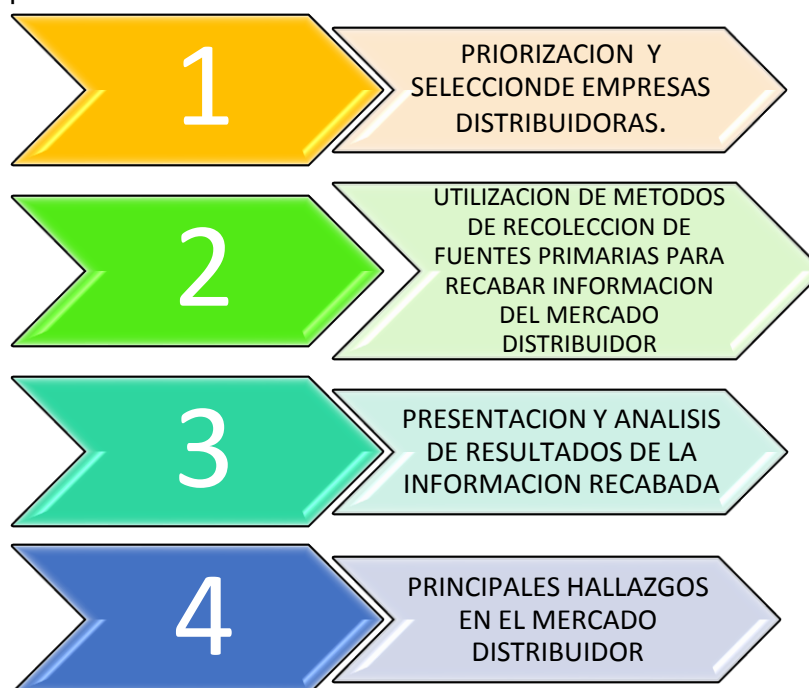 1
PRIORIZACION Y
SELECCIONDE EMPRESAS
DISTRIBUIDORAS.
2
UTILIZACION DE METODOS
DE RECOLECCION DE
FUENTES PRIMARIAS PARA
RECABAR INFORMACION
DEL MERCADO
DISTRIBUIDOR
3
PRESENTACION Y ANALISIS
DE RESULTADOS DE LA
INFORMACION RECABADA
4
PRINCIPALES HALLAZGOS
EN EL MERCADO
DISTRIBUIDOR